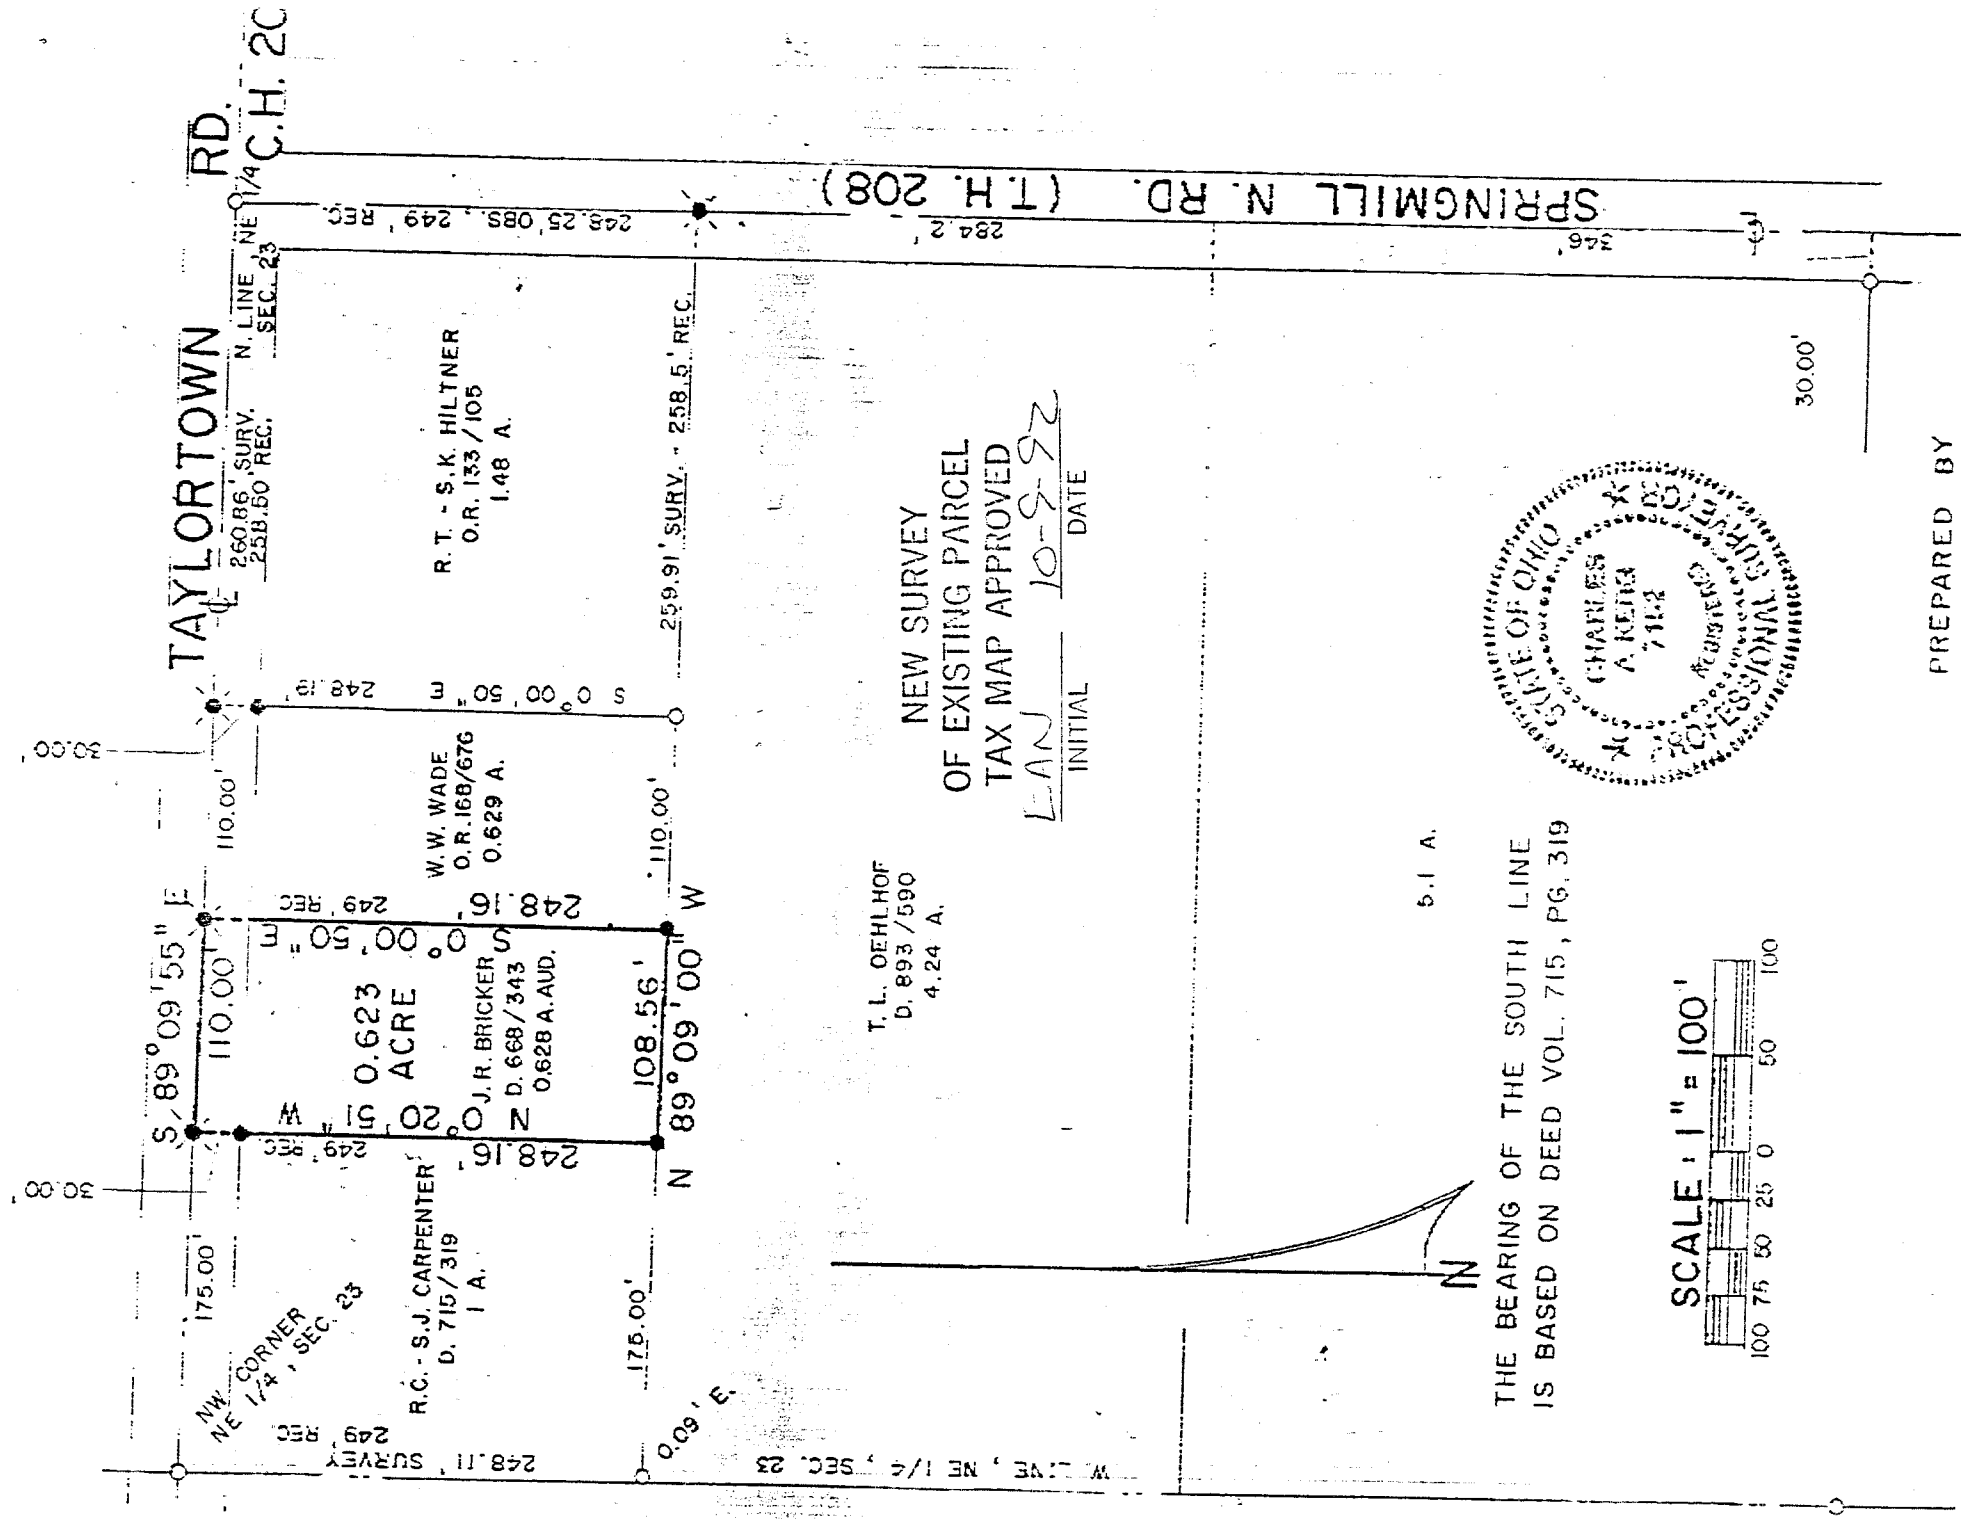 TAYLORTOWN RD.
C.H. 20
N. LINE, NE 1/4
SEC. 23
260.86' SURV.
258.50' REC.
30.00'
30.00'
S 89°09'55" E
110.00'
110.00'
175.00'
NW CORNER
NE 1/4, SEC. 23
248.11' SURVEY
249' REC.
R.C. - S.J. CARPENTER
D. 715/319
1 A.
N 0°20'51" W
248.16'
249' REC.
0.623
ACRE
J.R. BRICKER
D. 668/343
0.628 A. AUD.
S 0°00'50" E
248.16'
249' REC.
W.W. WADE
O.R. 168/676
0.629 A.
S 0°00'50" E
248.19'
R.T. - S.K. HILTNER
O.R. 133/105
1.48 A.
248.25' OBS., 249' REC.
SPRINGMILL N. RD. (T.H. 208)
284.2'
346'
175.00'
108.56'
N 89°09'00" W
110.00'
259.91' SURV. - 258.5' REC.
0.09' E.
W. LINE, NE 1/4, SEC. 23
T.L. OEHLHOF
D. 893/590
4.24 A.
NEW SURVEY
OF EXISTING PARCEL
TAX MAP APPROVED
10-9-92
INITIAL DATE
5.1 A.
N
THE BEARING OF THE SOUTH LINE
IS BASED ON DEED VOL. 715, PG. 319
STATE OF OHIO
CHARLES
A KERG
7162
REGISTERED
PROFESSIONAL SURVEYOR
30.00'
SCALE: 1" = 100'
100 75 50 25 0 50 100
PREPARED BY